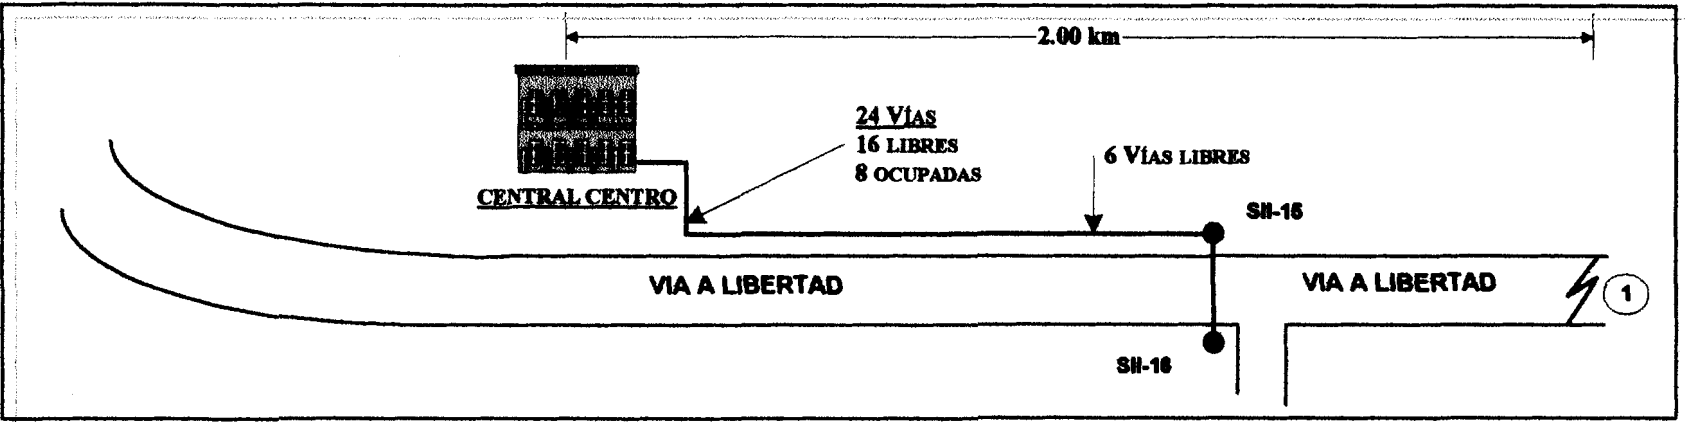 2.00 km
24 VÍAS
16 LIBRES
8 OCUPADAS
6 VÍAS LIBRES
CENTRAL CENTRO
SH-15
VIA A LIBERTAD
VIA A LIBERTAD
1
SH-16